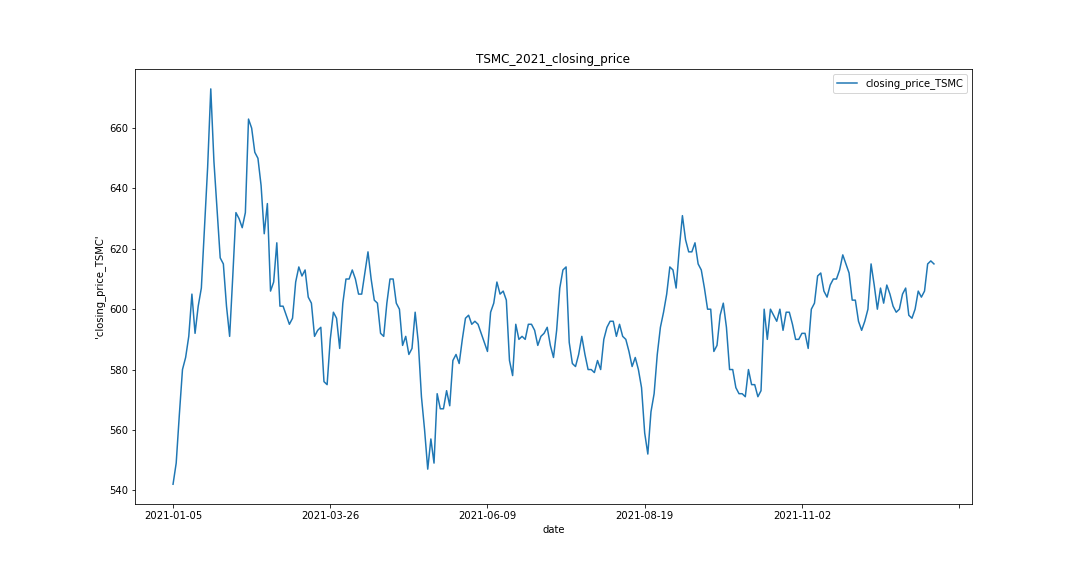 TSMC_2021_closing_price
closing_price_TSMC
'closing_price_TSMC'
660
640
620
600
580
560
540
2021-01-05 2021-03-26 2021-06-09 2021-08-19 2021-11-02
date